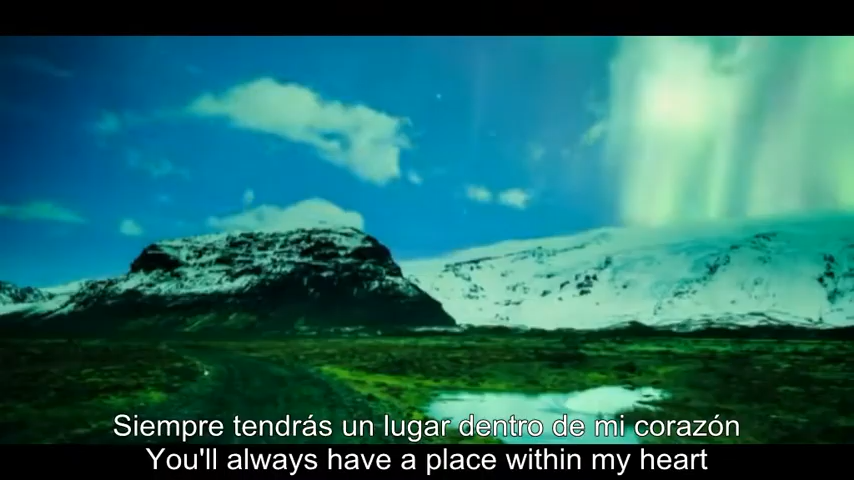 Siempre tendrás un lugar dentro de mi corazón
You'll always have a place within my heart